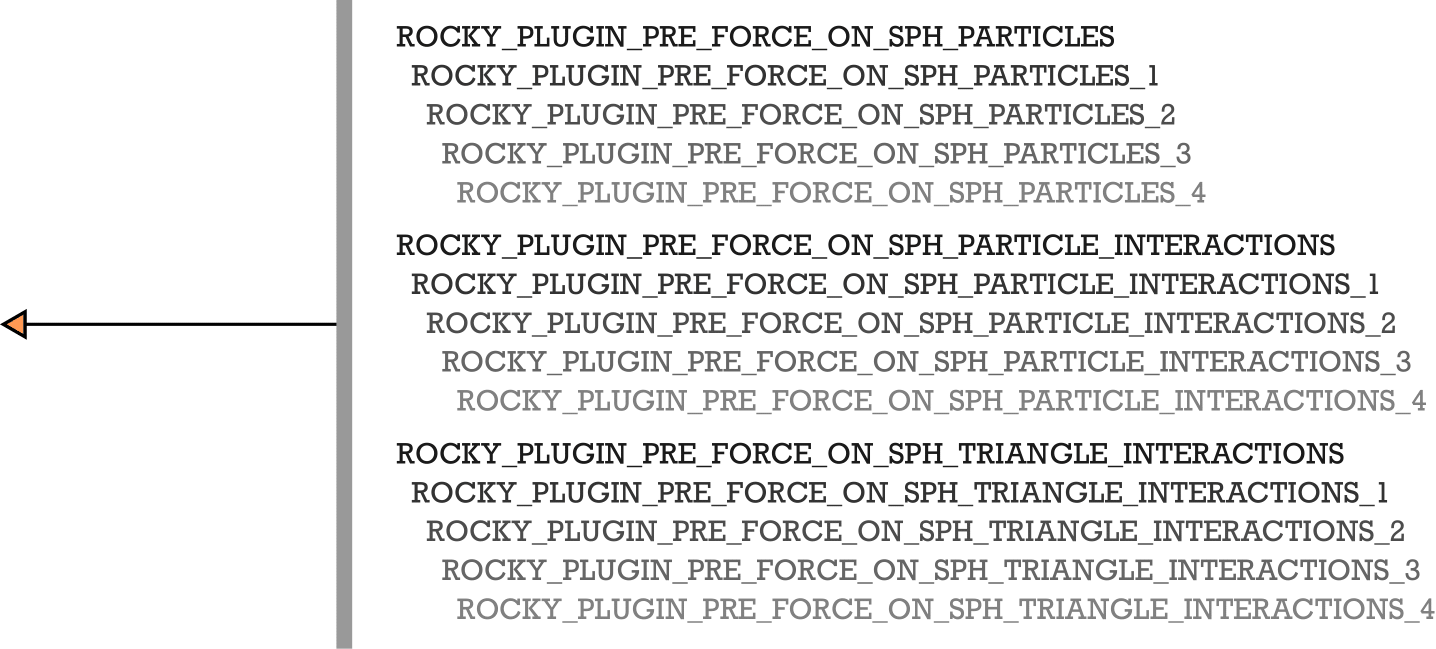 ROCKY_PLUGIN_PRE_FORCE_ON_SPH_PARTICLES
ROCKY_PLUGIN_PRE_FORCE_ON_SPH_PARTICLES_1
ROCKY_PLUGIN_PRE_FORCE_ON_SPH_PARTICLES_2
ROCKY_PLUGIN_PRE_FORCE_ON_SPH_PARTICLES_3
ROCKY_PLUGIN_PRE_FORCE_ON_SPH_PARTICLES_4
ROCKY_PLUGIN_PRE_FORCE_ON_SPH_PARTICLE_INTERACTIONS
ROCKY_PLUGIN_PRE_FORCE_ON_SPH_PARTICLE_INTERACTIONS_1
ROCKY_PLUGIN_PRE_FORCE_ON_SPH_PARTICLE_INTERACTIONS_2
ROCKY_PLUGIN_PRE_FORCE_ON_SPH_PARTICLE_INTERACTIONS_3
ROCKY_PLUGIN_PRE_FORCE_ON_SPH_PARTICLE_INTERACTIONS_4
ROCKY_PLUGIN_PRE_FORCE_ON_SPH_TRIANGLE_INTERACTIONS
ROCKY_PLUGIN_PRE_FORCE_ON_SPH_TRIANGLE_INTERACTIONS_1
ROCKY_PLUGIN_PRE_FORCE_ON_SPH_TRIANGLE_INTERACTIONS_2
ROCKY_PLUGIN_PRE_FORCE_ON_SPH_TRIANGLE_INTERACTIONS_3
ROCKY_PLUGIN_PRE_FORCE_ON_SPH_TRIANGLE_INTERACTIONS_4